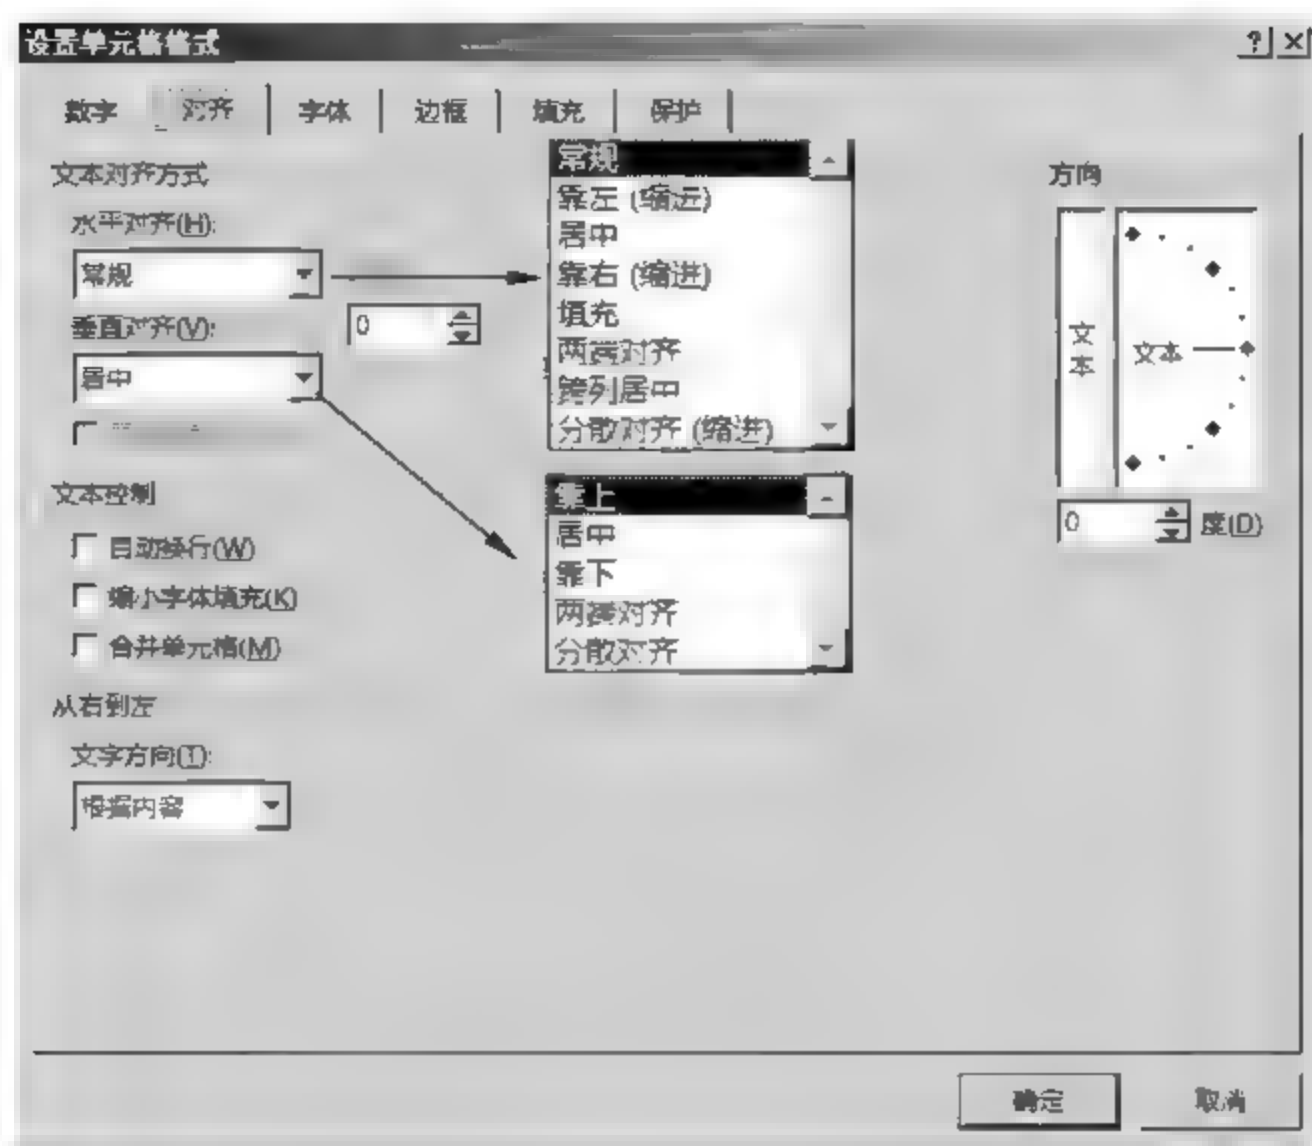 设置单元格格式
数字 对齐 字体 边框 填充 保护
文本对齐方式
水平对齐(H):
常规
0
垂直对齐(V):
居中
文本控制
自动换行(W)
缩小字体填充(K)
合并单元格(M)
从右到左
文字方向(T):
根据内容
常规
靠左 (缩进)
居中
靠右 (缩进)
填充
两端对齐
跨列居中
分散对齐 (缩进)
靠上
居中
靠下
两端对齐
分散对齐
方向
文本
文本
0 度(D)
确定 取消